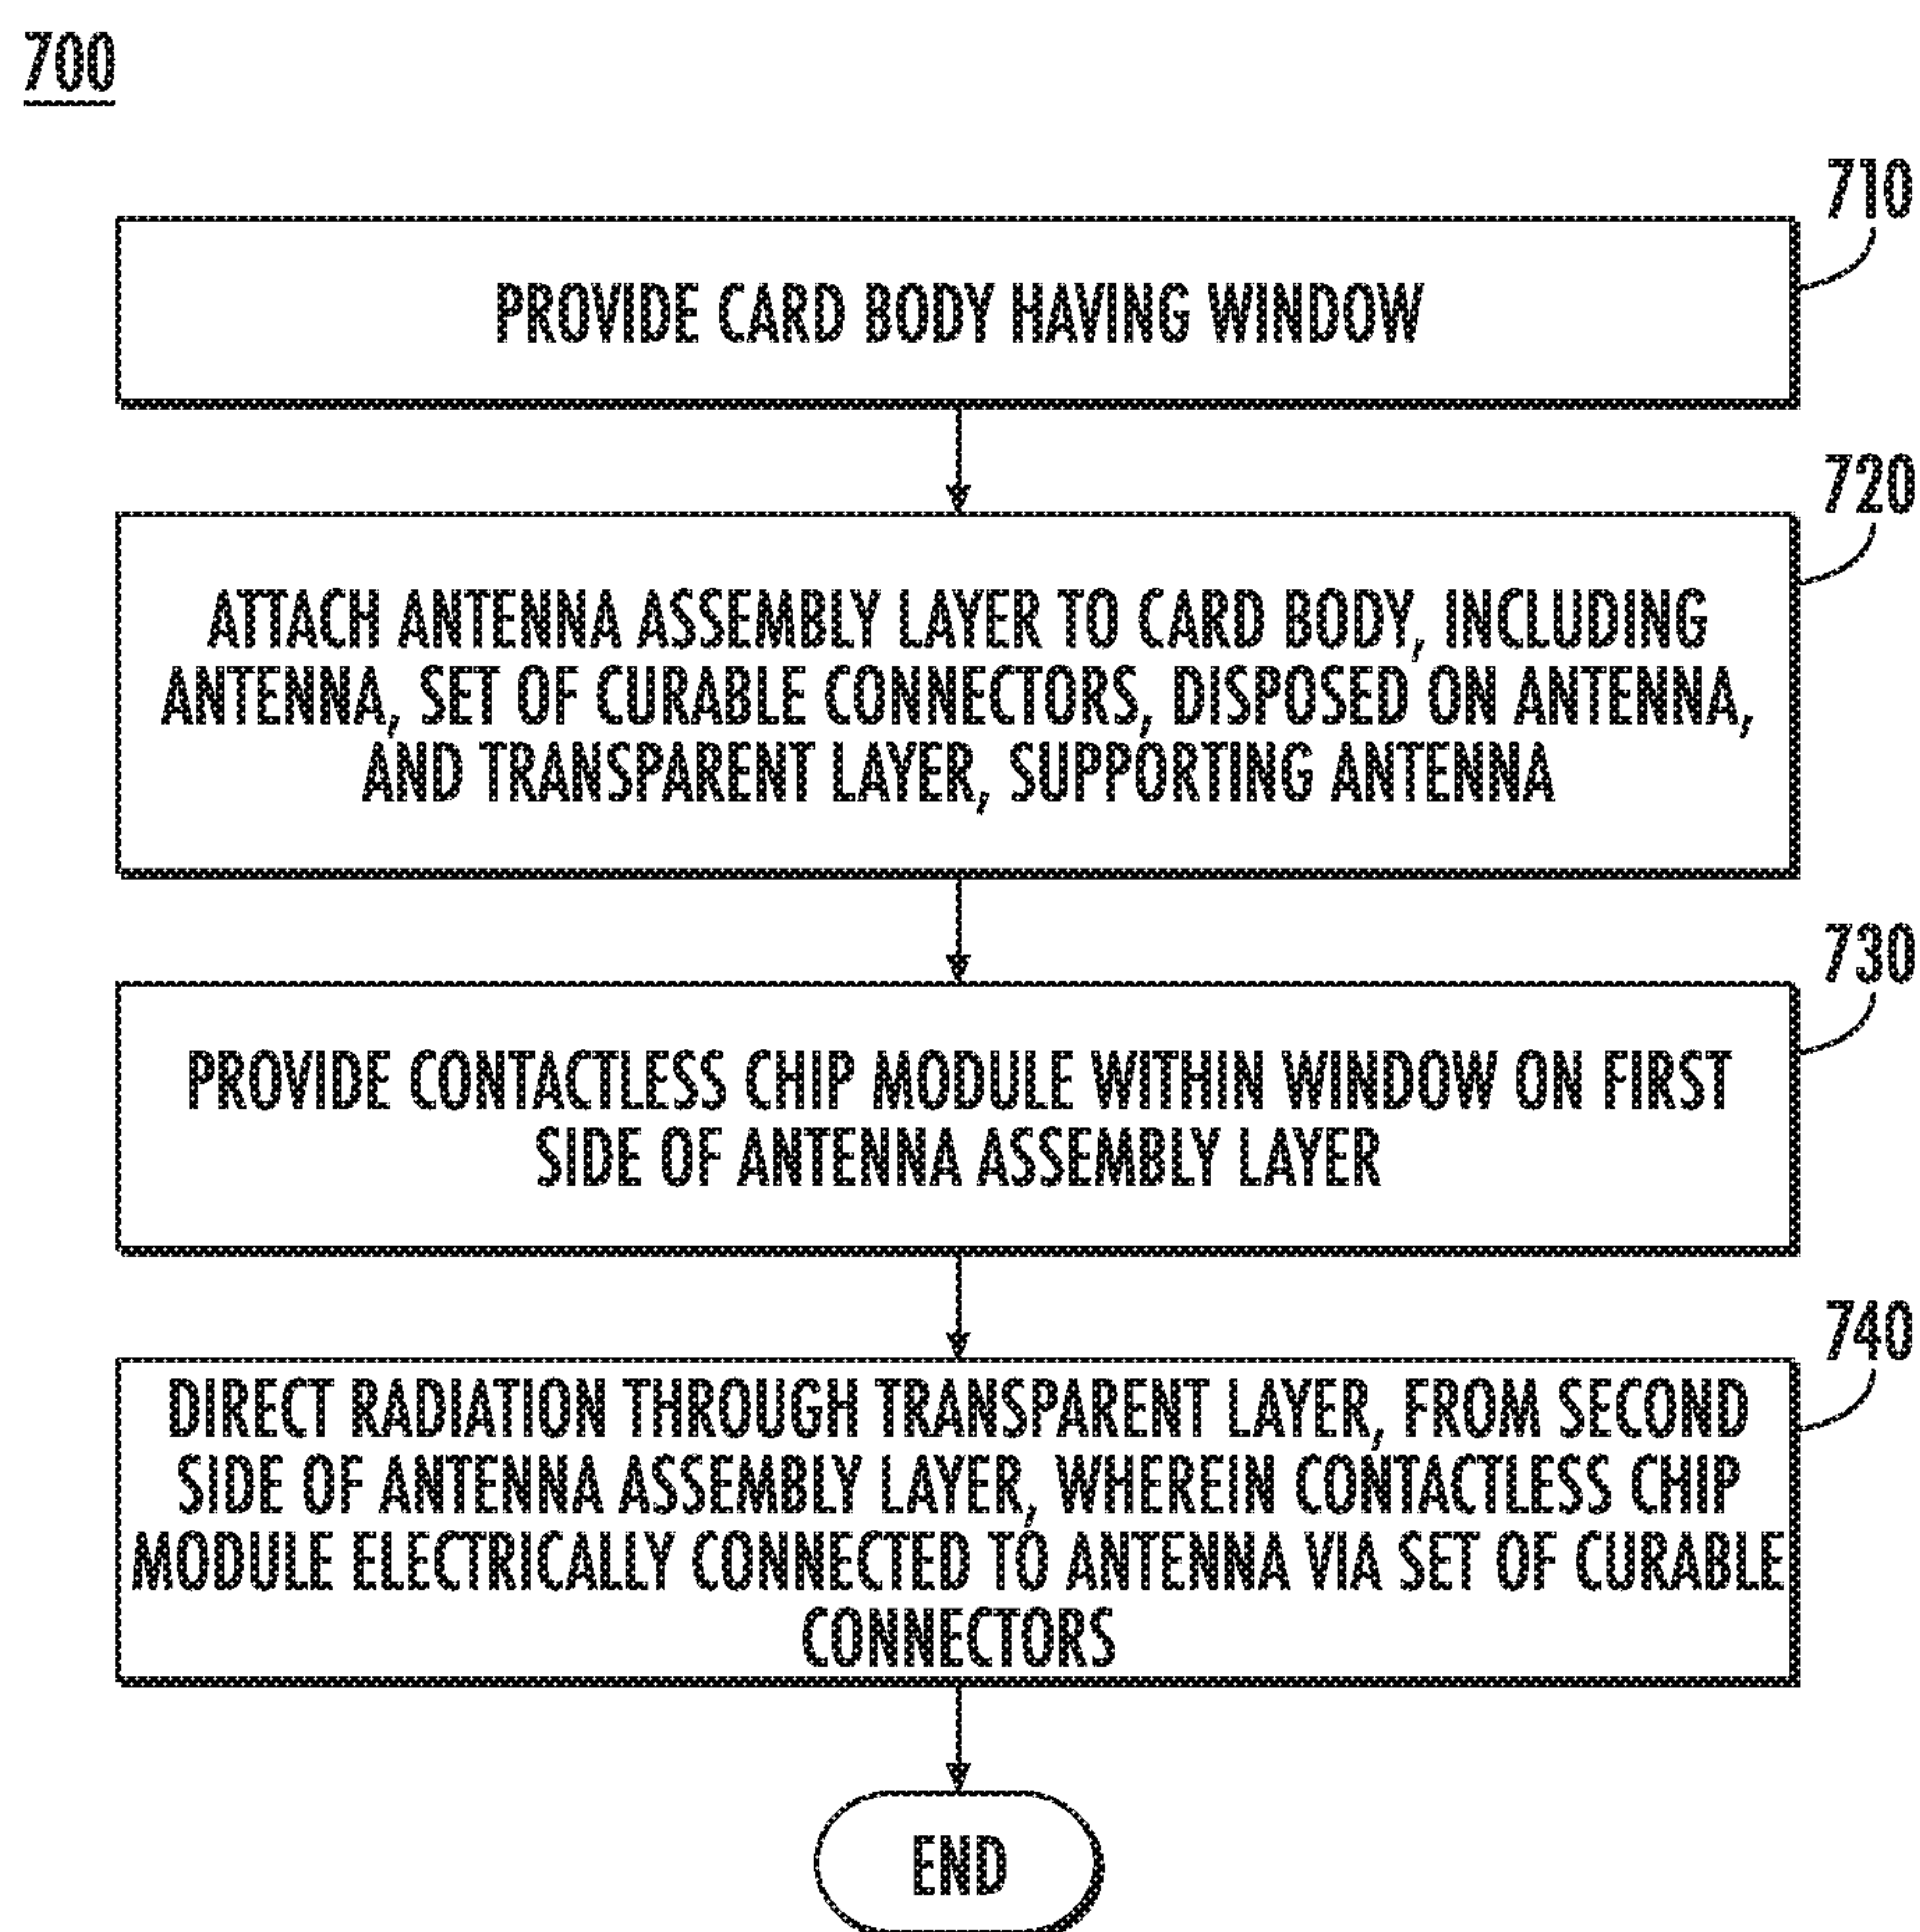 700
710
PROVIDE CARD BODY HAVING WINDOW
720
ATTACH ANTENNA ASSEMBLY LAYER TO CARD BODY, INCLUDING
ANTENNA, SET OF CURABLE CONNECTORS, DISPOSED ON ANTENNA,
AND TRANSPARENT LAYER, SUPPORTING ANTENNA
730
PROVIDE CONTACTLESS CHIP MODULE WITHIN WINDOW ON FIRST
SIDE OF ANTENNA ASSEMBLY LAYER
740
DIRECT RADIATION THROUGH TRANSPARENT LAYER, FROM SECOND
SIDE OF ANTENNA ASSEMBLY LAYER, WHEREIN CONTACTLESS CHIP
MODULE ELECTRICALLY CONNECTED TO ANTENNA VIA SET OF CURABLE
CONNECTORS
END